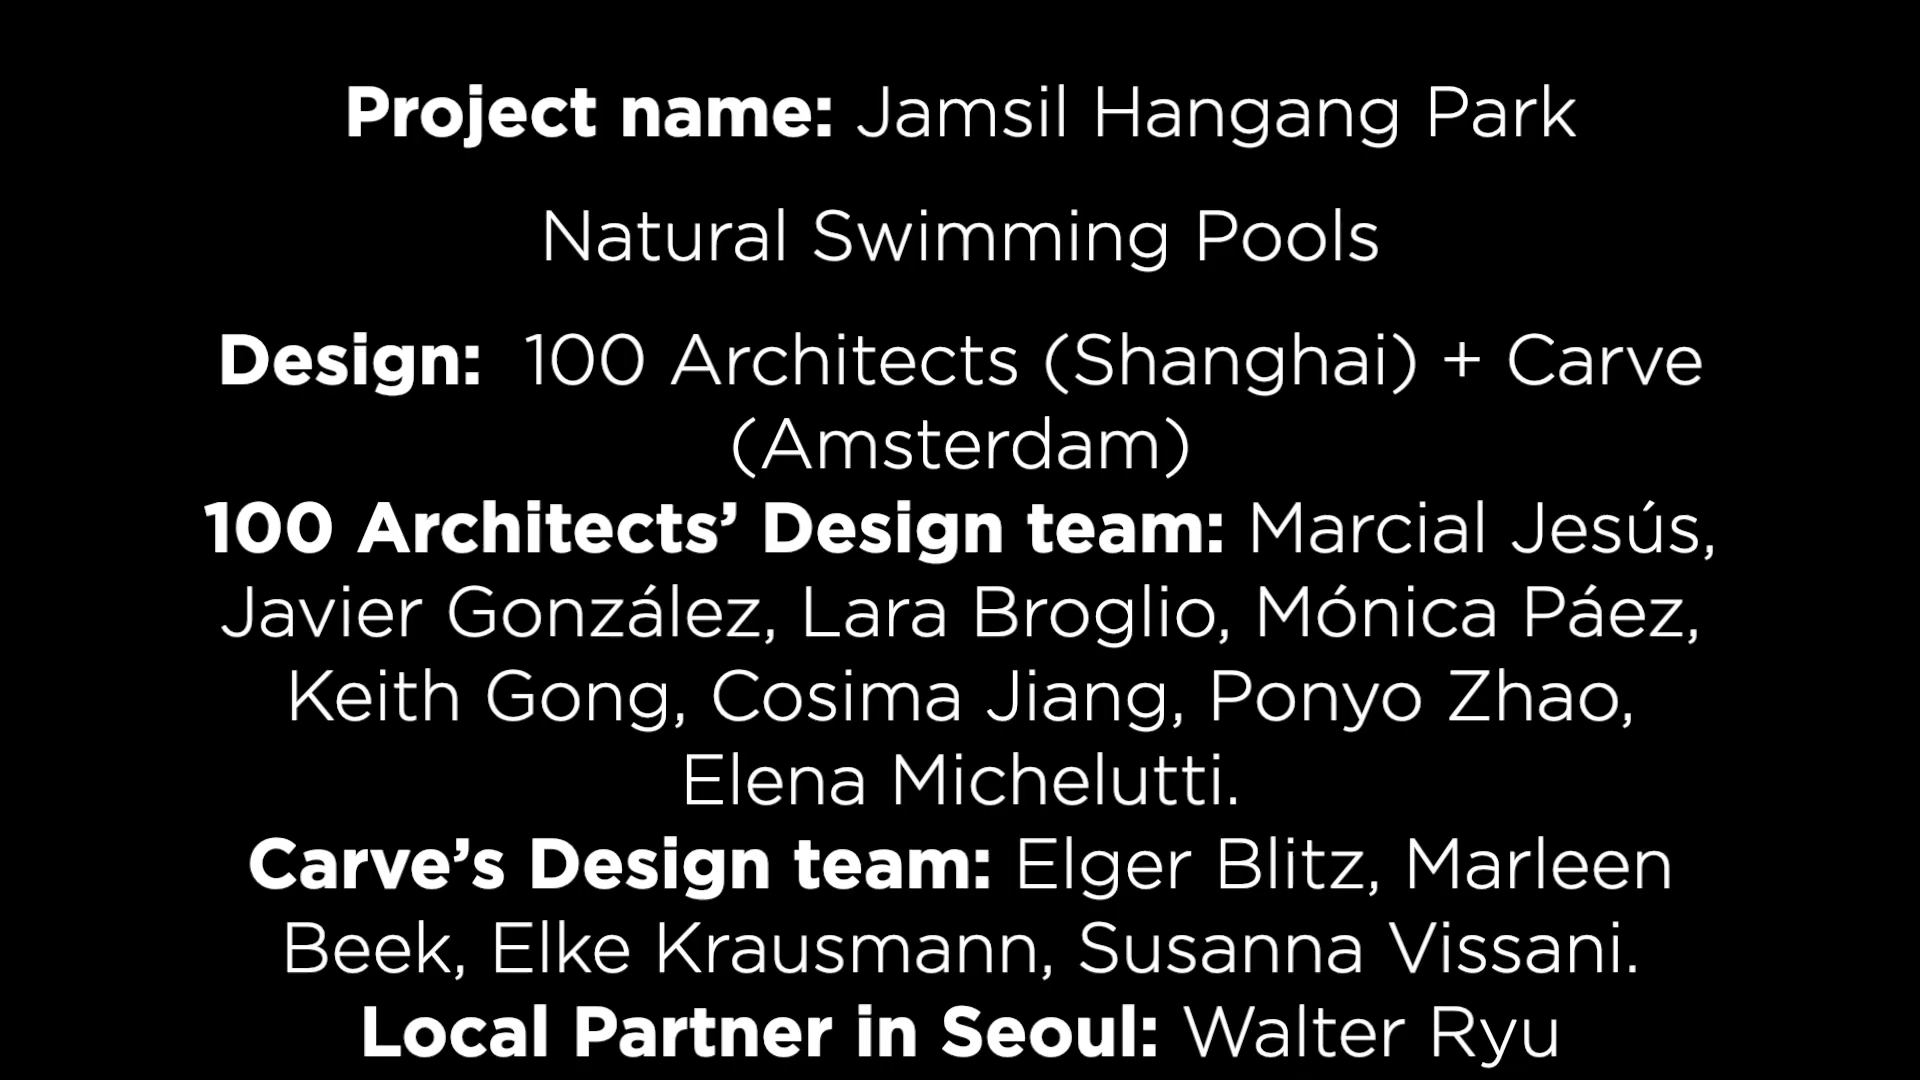 Project name: Jamsil Hangang Park
Natural Swimming Pools
Design:  100 Architects (Shanghai) + Carve
(Amsterdam)
100 Architects’ Design team: Marcial Jesús,
Javier González, Lara Broglio, Mónica Páez,
Keith Gong, Cosima Jiang, Ponyo Zhao,
Elena Michelutti.
Carve’s Design team: Elger Blitz, Marleen
Beek, Elke Krausmann, Susanna Vissani.
Local Partner in Seoul: Walter Ryu